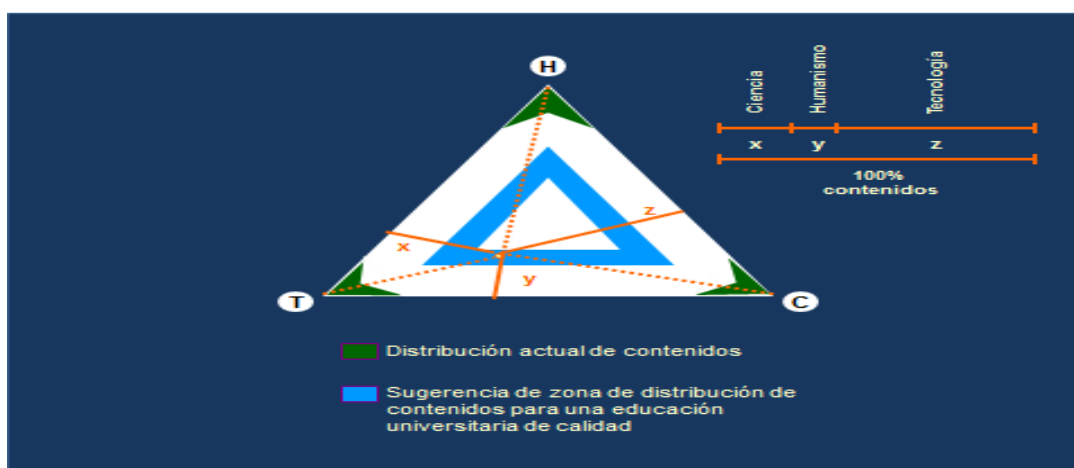 H
Ciencia
Humanismo
Tecnología
x
y
z
100%
contenidos
z
x
y
T
C
Distribución actual de contenidos
Sugerencia de zona de distribución de
contenidos para una educación
universitaria de calidad